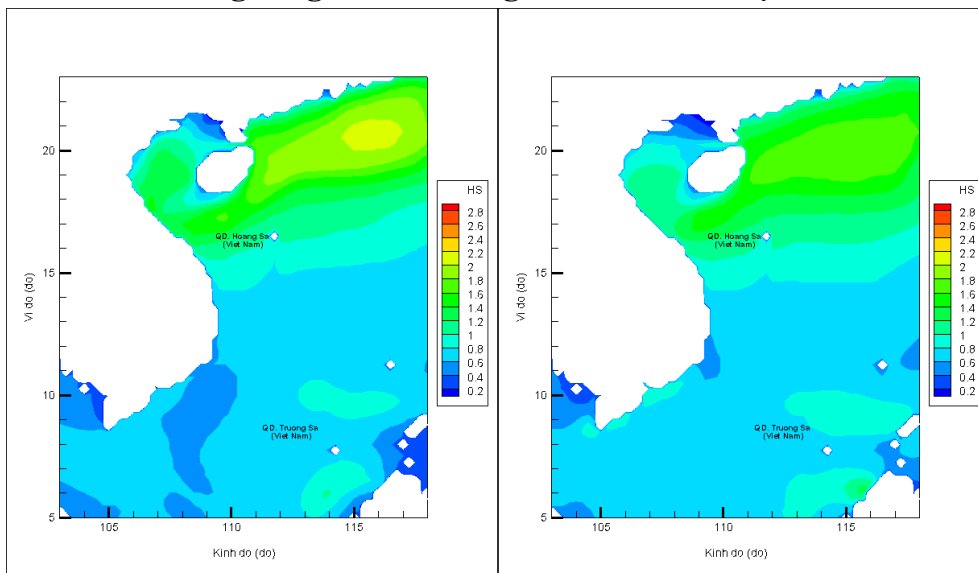 HS
2.8
2.6
2.4
2.2
2
1.8
1.6
1.4
1.2
1
0.8
0.6
0.4
0.2
20
15
10
5
Vi do (do)
QD. Hoang Sa
(Viet Nam)
QD. Truong Sa
(Viet Nam)
105 110 115
Kinh do (do)
HS
2.8
2.6
2.4
2.2
2
1.8
1.6
1.4
1.2
1
0.8
0.6
0.4
0.2
20
15
10
5
Vi do (do)
QD. Hoang Sa
(Viet Nam)
QD. Truong Sa
(Viet Nam)
105 110 115
Kinh do (do)